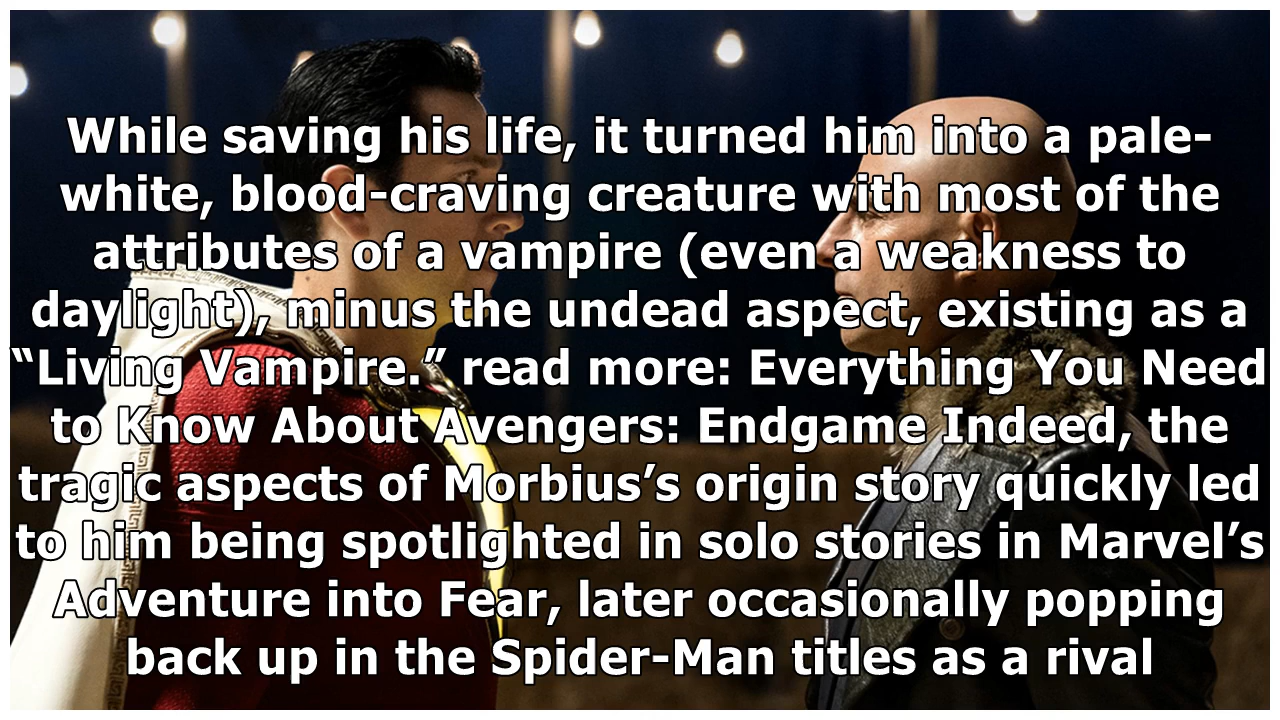 While saving his life, it turned him into a pale-
white, blood-craving creature with most of the
attributes of a vampire (even a weakness to
daylight), minus the undead aspect, existing as a
“Living Vampire.” read more: Everything You Need
to Know About Avengers: Endgame Indeed, the
tragic aspects of Morbius’s origin story quickly led
to him being spotlighted in solo stories in Marvel’s
Adventure into Fear, later occasionally popping
back up in the Spider-Man titles as a rival